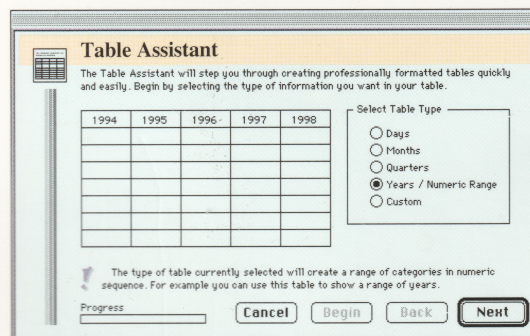 Table Assistant
The Table Assistant will step you through creating professionally formatted tables quickly
and easily. Begin by selecting the type of information you want in your table.
1994 1995 1996 1997 1998
Select Table Type
Days
Months
Quarters
Years / Numeric Range
Custom
! The type of table currently selected will create a range of categories in numeric
sequence. For example you can use this table to show a range of years.
Progress
Cancel Begin Back Next